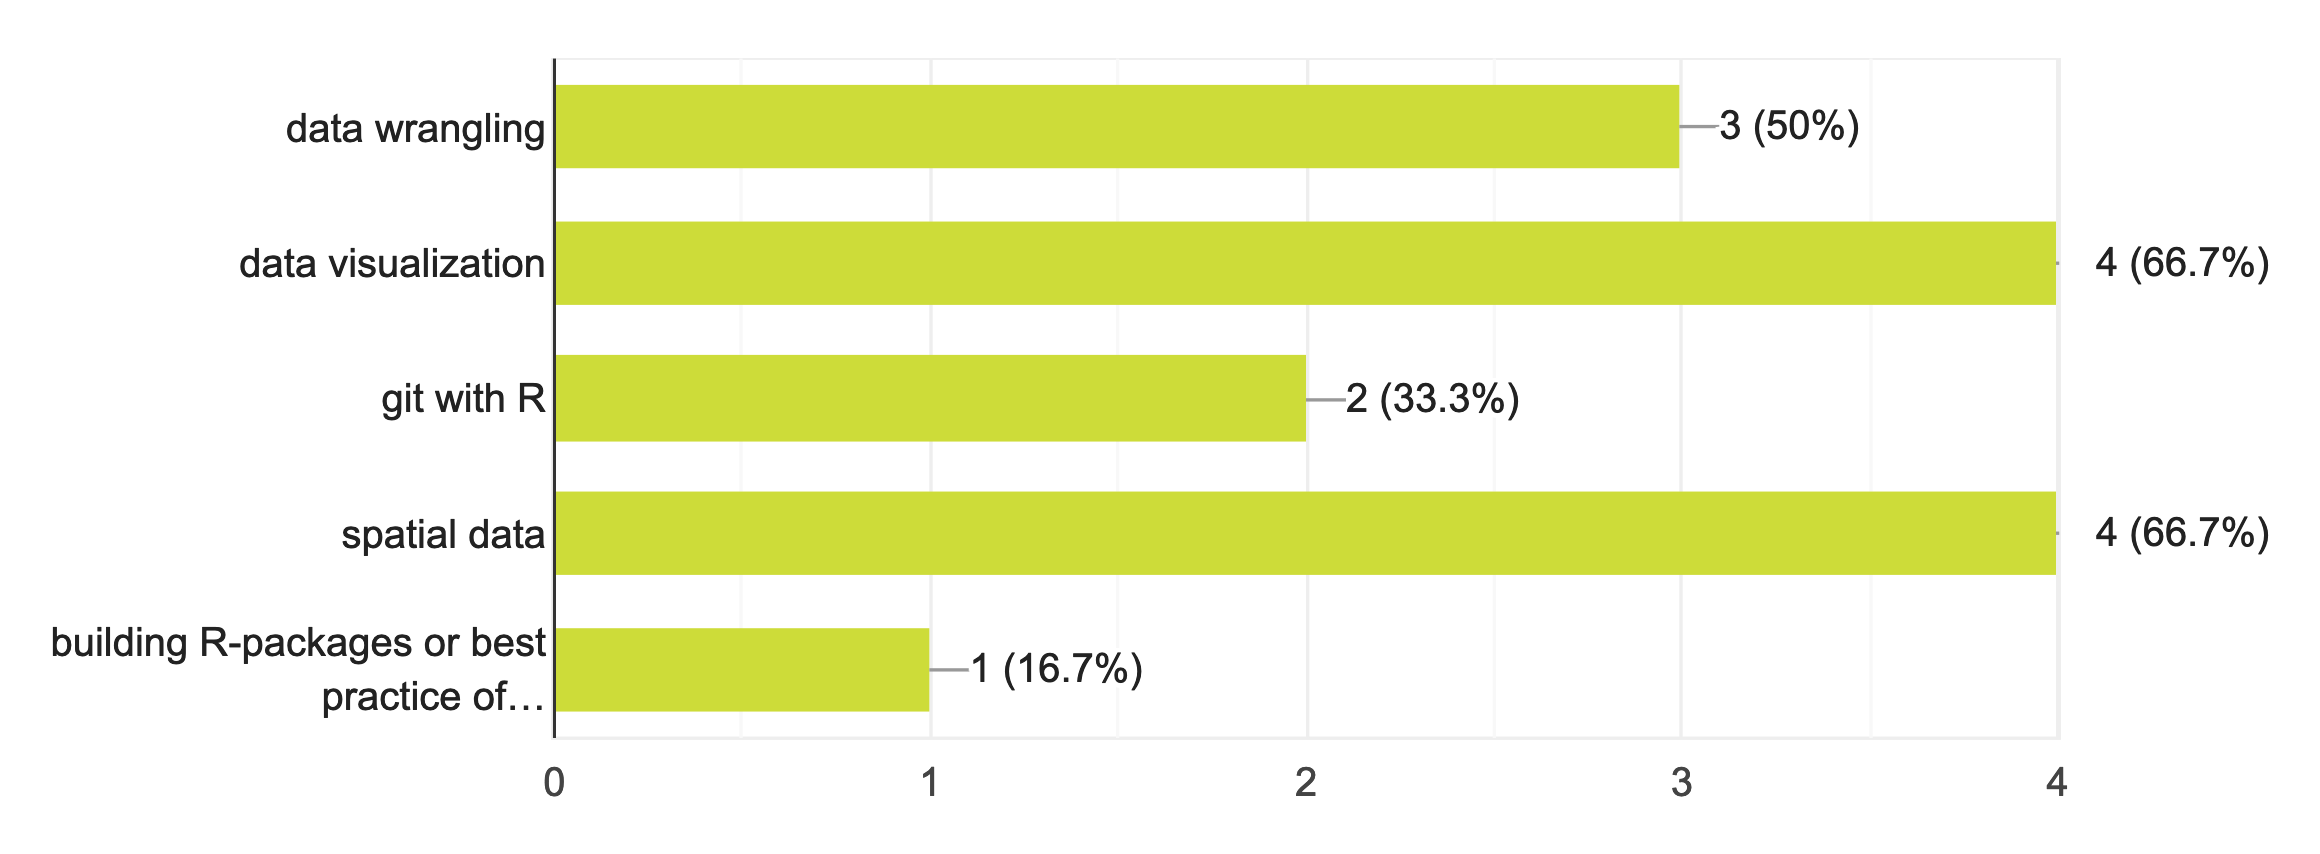 data wrangling
3 (50%)
data visualization
4 (66.7%)
git with R
2 (33.3%)
spatial data
4 (66.7%)
building R-packages or best
practice of…
1 (16.7%)
0 1 2 3 4